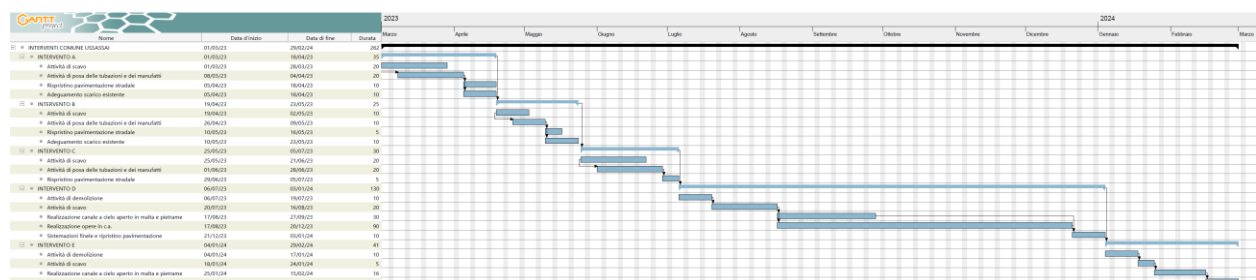 GANTT
project
2023
2024
Nome Data d'inizio Data di fine Durata
Marzo Aprile Maggio Giugno Luglio Agosto Settembre Ottobre Novembre Dicembre Gennaio Febbraio Marzo
INTERVENTI COMUNE USSASSAI 01/03/23 29/02/24 262
INTERVENTO A 01/03/23 18/04/23 35
Attività di scavo 01/03/23 28/03/23 20
Attività di posa delle tubazioni e dei manufatti 08/03/23 04/04/23 20
Rispristino pavimentazione stradale 05/04/23 18/04/23 10
Adeguamento scarico esistente 05/04/23 18/04/23 10
INTERVENTO B 19/04/23 23/05/23 25
Attività di scavo 19/04/23 02/05/23 10
Attività di posa delle tubazioni e dei manufatti 26/04/23 09/05/23 10
Rispristino pavimentazione stradale 10/05/23 16/05/23 5
Adeguamento scarico esistente 10/05/23 23/05/23 10
INTERVENTO C 25/05/23 05/07/23 30
Attività di scavo 25/05/23 21/06/23 20
Attività di posa delle tubazioni e dei manufatti 01/06/23 28/06/23 20
Rispristino pavimentazione stradale 29/06/23 05/07/23 5
INTERVENTO D 06/07/23 03/01/24 130
Attività di demolizione 06/07/23 19/07/23 10
Attività di scavo 20/07/23 16/08/23 20
Realizzazione canale a cielo aperto in malta e pietrame 17/08/23 27/09/23 30
Realizzazione opere in c.a. 17/08/23 20/12/23 90
Sistemazioni finele e ripristino pavimentazione 21/12/23 03/01/24 10
INTERVENTO E 04/01/24 29/02/24 41
Attività di demolizione 04/01/24 17/01/24 10
Attività di scavo 18/01/24 24/01/24 5
Realizzazione canale a cielo aperto in malta e pietrame 25/01/24 15/02/24 16